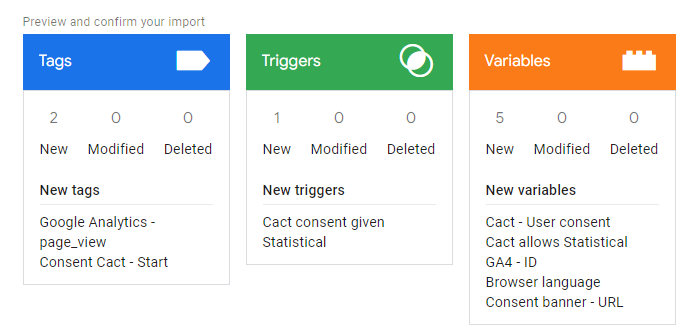 Preview and confirm your import
Tags
2 0 0
New Modified Deleted
New tags
Google Analytics -
page_view
Consent Cact - Start
Triggers
1 0 0
New Modified Deleted
New triggers
Cact consent given
Statistical
Variables
5 0 0
New Modified Deleted
New variables
Cact - User consent
Cact allows Statistical
GA4 - ID
Browser language
Consent banner - URL